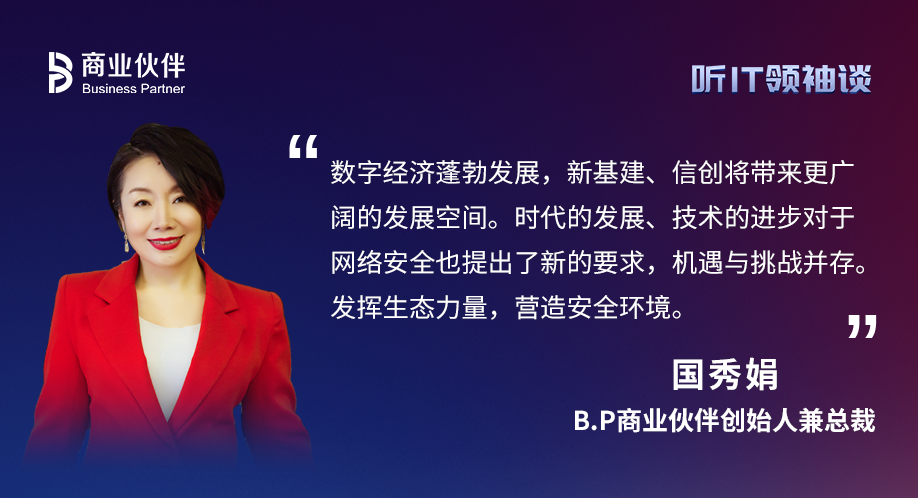 商业伙伴
Business Partner
听IT领袖谈
“
数字经济蓬勃发展，新基建、信创将带来更广
阔的发展空间。时代的发展、技术的进步对于
网络安全也提出了新的要求，机遇与挑战并存。
发挥生态力量，营造安全环境。
”
国秀娟
B.P商业伙伴创始人兼总裁